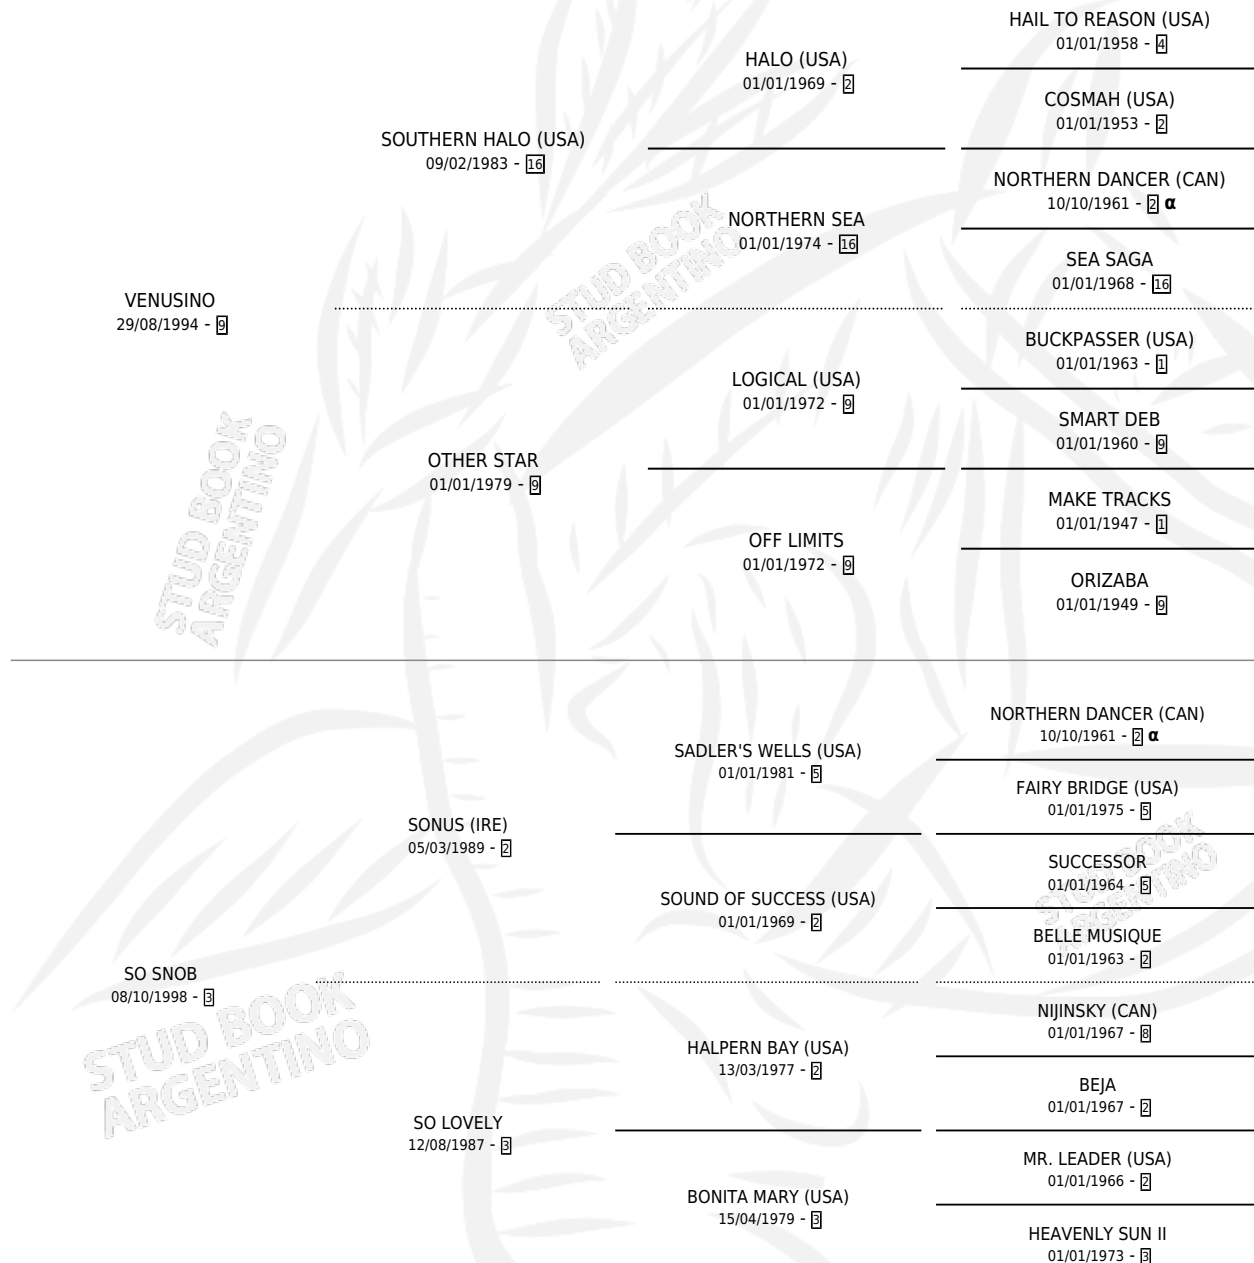 HAIL TO REASON (USA)
01/01/1958 - 4
HALO (USA)
01/01/1969 - 2
COSMAH (USA)
01/01/1953 - 2
SOUTHERN HALO (USA)
09/02/1983 - 16
NORTHERN DANCER (CAN)
10/10/1961 - 2 α
NORTHERN SEA
01/01/1974 - 16
SEA SAGA
01/01/1968 - 16
VENUSINO
29/08/1994 - 9
BUCKPASSER (USA)
01/01/1963 - 1
LOGICAL (USA)
01/01/1972 - 9
SMART DEB
01/01/1960 - 9
OTHER STAR
01/01/1979 - 9
MAKE TRACKS
01/01/1947 - 1
OFF LIMITS
01/01/1972 - 9
ORIZABA
01/01/1949 - 9
STUD BOOK
ARGENTINO
STUD BOOK
ARGENTINO
NORTHERN DANCER (CAN)
10/10/1961 - 2 α
SADLER'S WELLS (USA)
01/01/1981 - 5
FAIRY BRIDGE (USA)
01/01/1975 - 5
SONUS (IRE)
05/03/1989 - 2
SUCCESSOR
01/01/1964 - 5
SOUND OF SUCCESS (USA)
01/01/1969 - 2
BELLE MUSIQUE
01/01/1963 - 2
STUD BOOK
ARGENTINO
SO SNOB
08/10/1998 - 3
NIJINSKY (CAN)
01/01/1967 - 8
HALPERN BAY (USA)
13/03/1977 - 2
BEJA
01/01/1967 - 2
SO LOVELY
12/08/1987 - 3
MR. LEADER (USA)
01/01/1966 - 2
BONITA MARY (USA)
15/04/1979 - 3
HEAVENLY SUN II
01/01/1973 - 3
STUD BOOK
ARGENTINO